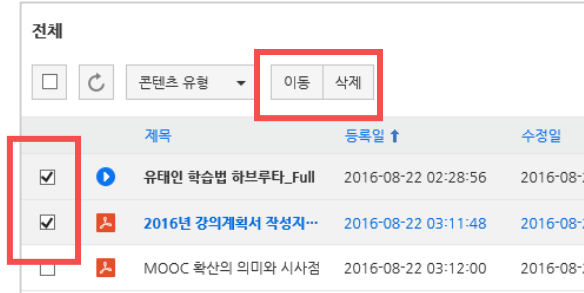 전체
콘텐츠 유형 이동 삭제
제목 등록일 ↑ 수정일
유태인 학습법 하브루타_Full 2016-08-22 02:28:56 2016-08-
2016년 강의계획서 작성지··· 2016-08-22 03:11:48 2016-08-
MOOC 확산의 의미와 시사점 2016-08-22 03:12:00 2016-08-